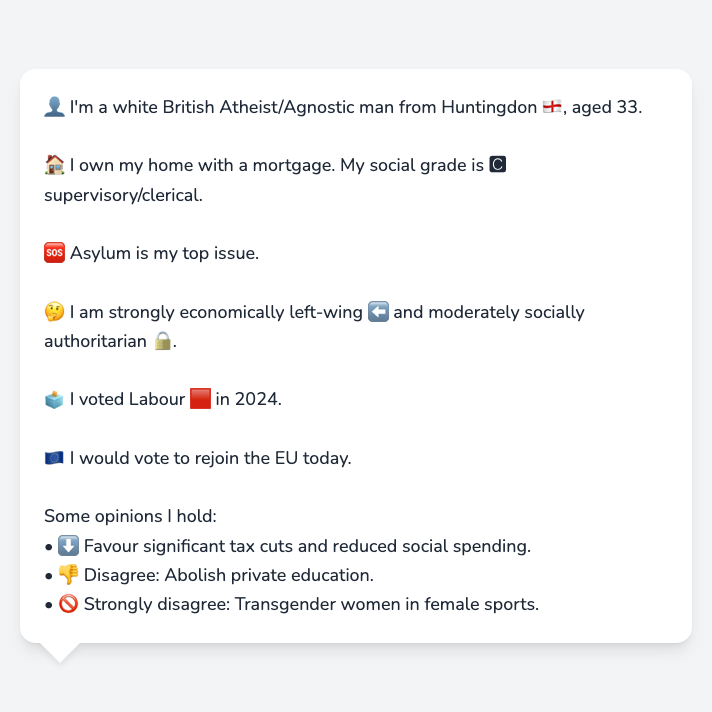 👤 I'm a white British Atheist/Agnostic man from Huntingdon 🏴󠁧󠁢󠁥󠁮󠁧󠁿, aged 33.
🏠 I own my home with a mortgage. My social grade is 🅲
supervisory/clerical.
🆘 Asylum is my top issue.
🤔 I am strongly economically left-wing ⬅️ and moderately socially
authoritarian 🔒.
🗳️ I voted Labour 🟥 in 2024.
🇪🇺 I would vote to rejoin the EU today.
Some opinions I hold:
• ⬇️ Favour significant tax cuts and reduced social spending.
• 👎 Disagree: Abolish private education.
• 🚫 Strongly disagree: Transgender women in female sports.